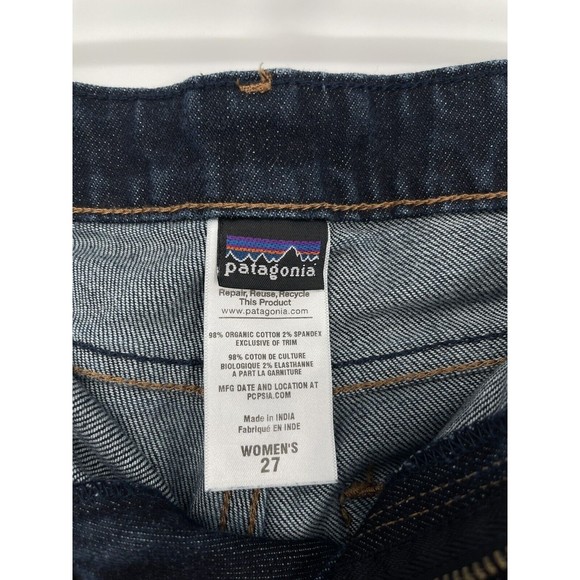 patagonia
Repair, Reuse, Recycle
This Product
www.patagonia.com
98% ORGANIC COTTON 2% SPANDEX
EXCLUSIVE OF TRIM
98% COTON DE CULTURE
BIOLOGIQUE 2% ELASTHANNE
A PART LA GARNITURE
MFG DATE AND LOCATION AT
PCPSIA.COM
Made in INDIA
Fabriqué EN INDE
WOMEN'S
27